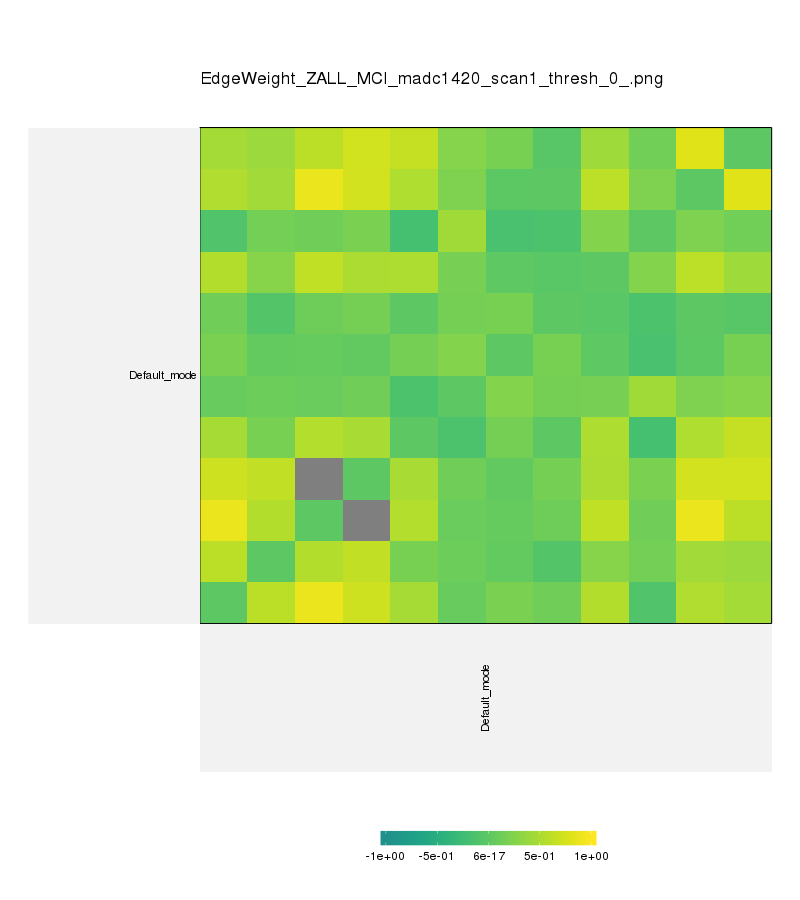 EdgeWeight_ZALL_MCI_madc1420_scan1_thresh_0_.png
Default_mode
Default_mode
-1e+00 -5e-01 6e-17 5e-01 1e+00